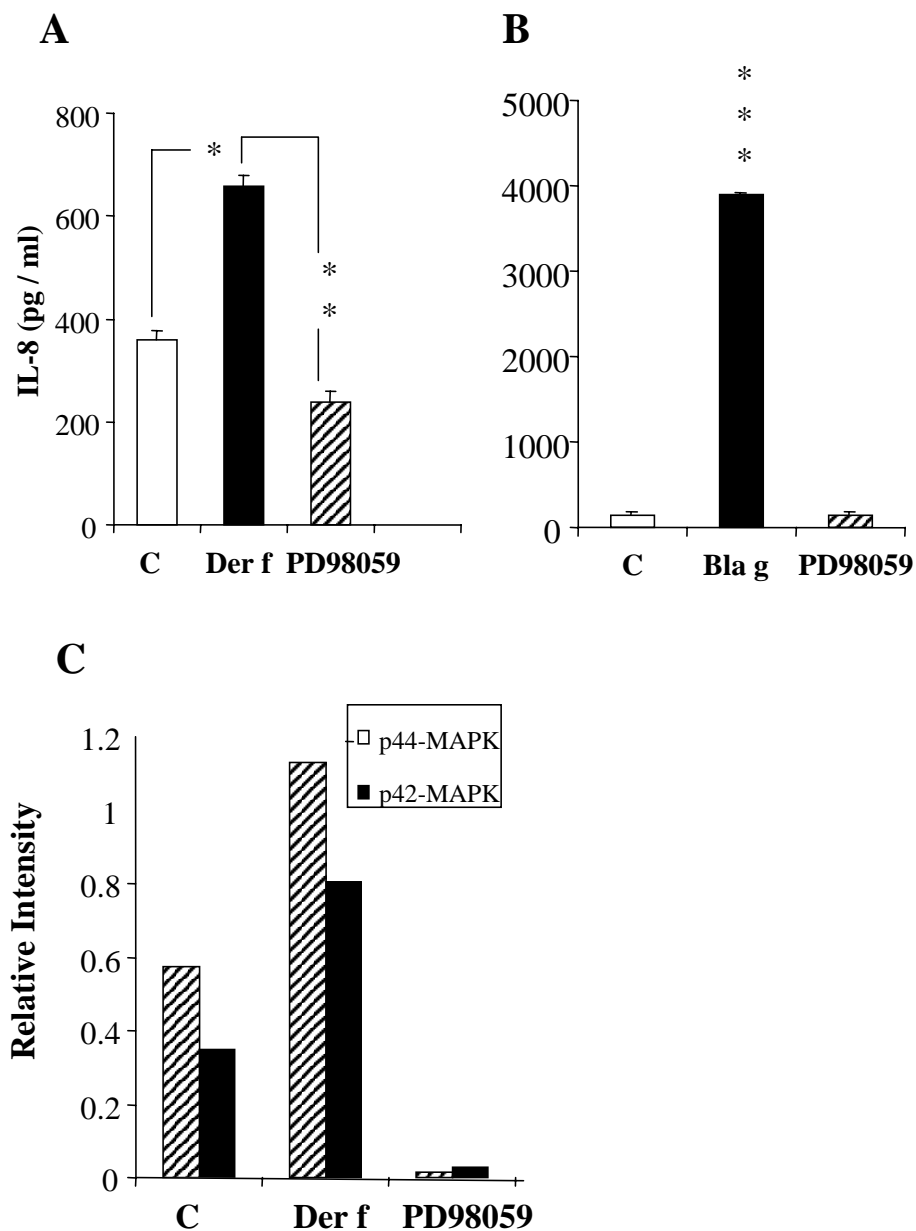 A
IL-8 (pg / ml)
800
600
400
200
0
*
*
*
C Der f PD98059
B
5000
4000
3000
2000
1000
0
*
*
*
C Bla g PD98059
C
Relative Intensity
1.2
1
0.8
0.6
0.4
0.2
0
p44-MAPK
p42-MAPK
C Der f PD98059